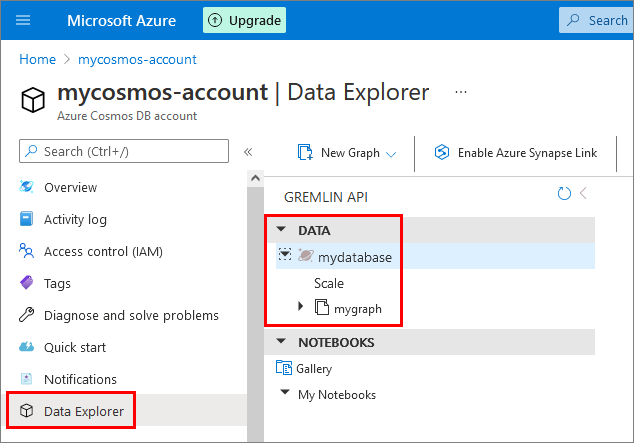 Microsoft Azure Upgrade Search
Home > mycosmos-account
mycosmos-account | Data Explorer ...
Azure Cosmos DB account
Search (Ctrl+/) «
New Graph Enable Azure Synapse Link
Overview
Activity log
Access control (IAM)
Tags
Diagnose and solve problems
Quick start
Notifications
Data Explorer
GREMLIN API
DATA
mydatabase
Scale
mygraph
NOTEBOOKS
Gallery
My Notebooks